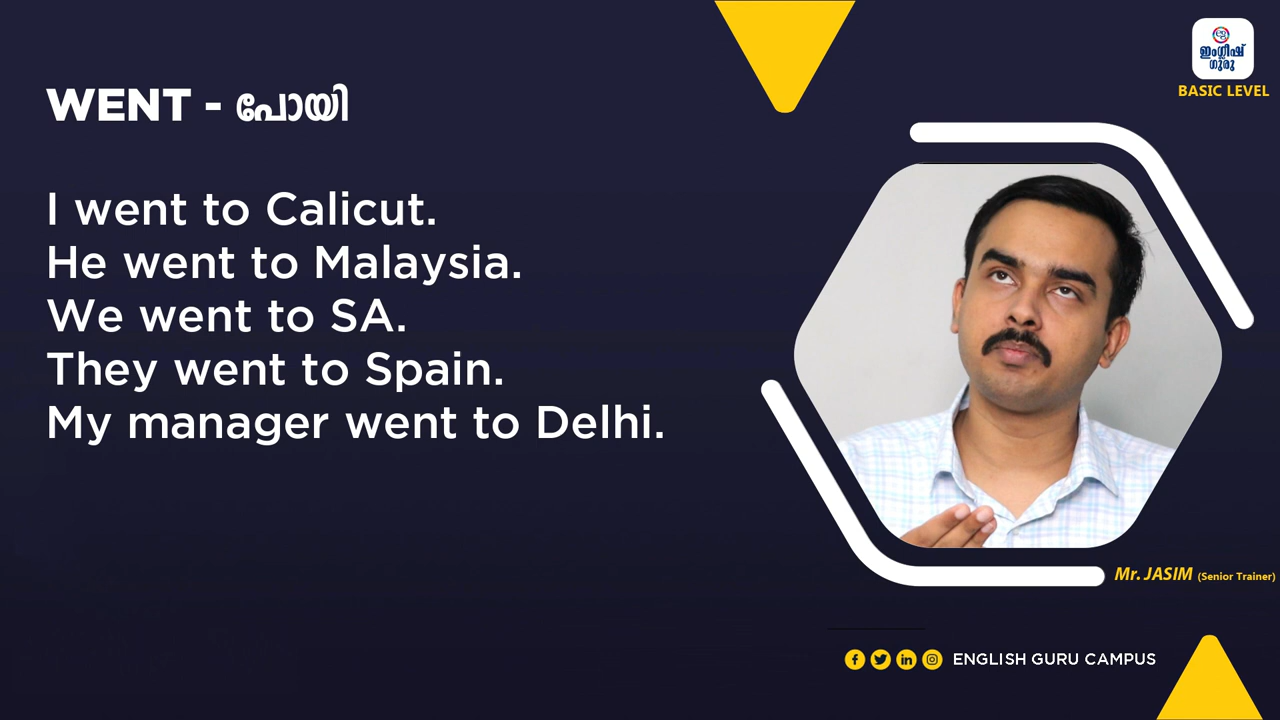 ഇംഗ്ലീഷ്
ഗുരു
BASIC LEVEL
WENT - പോയി
I went to Calicut.
He went to Malaysia.
We went to SA.
They went to Spain.
My manager went to Delhi.
Mr. JASIM (Senior Trainer)
ENGLISH GURU CAMPUS